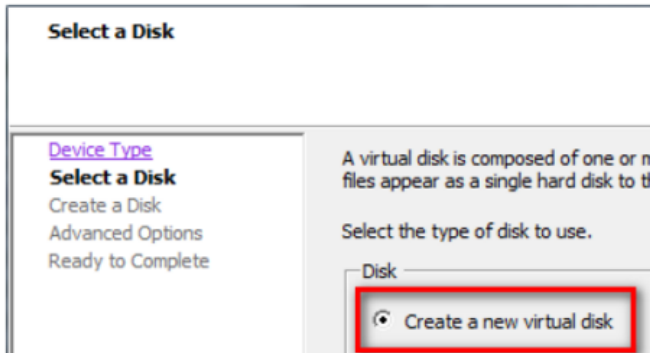 Select a Disk
Device Type
Select a Disk
Create a Disk
Advanced Options
Ready to Complete
A virtual disk is composed of one or
files appear as a single hard disk to
Select the type of disk to use.
Disk
Create a new virtual disk